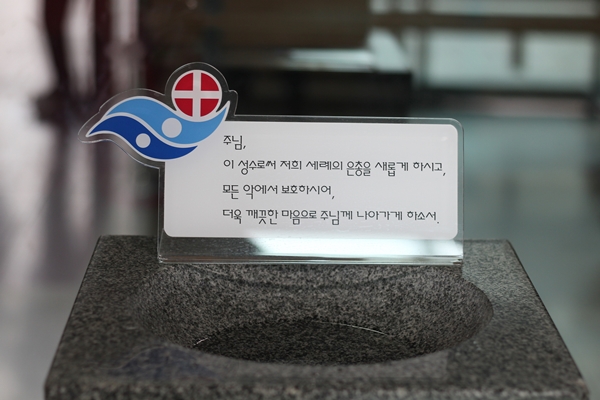 주님,
이 성수로써 저희 세례의 은총을 새롭게 하시고,
모든 악에서 보호하시어,
더욱 깨끗한 마음으로 주님께 나아가게 하소서.